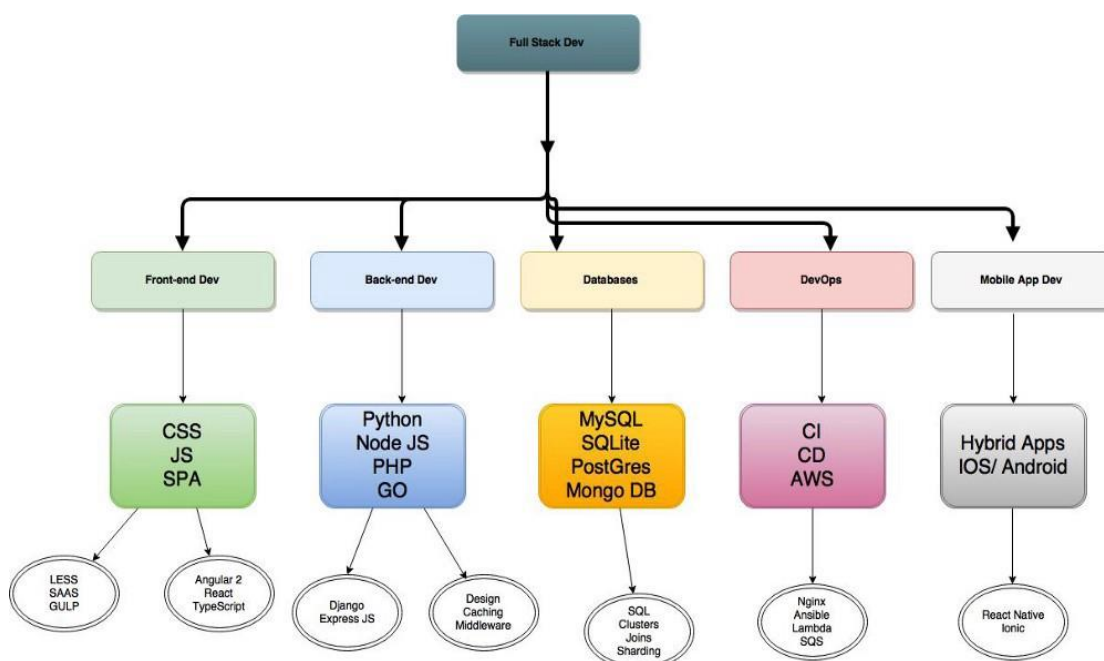 Full Stack Dev
Front-end Dev
Back-end Dev
Databases
DevOps
Mobile App Dev
CSS
JS
SPA
Python
Node JS
PHP
GO
MySQL
SQLite
PostGres
Mongo DB
CI
CD
AWS
Hybrid Apps
IOS/ Android
LESS
SAAS
GULP
Angular 2
React
TypeScript
Django
Express JS
Design
Caching
Middleware
SQL
Clusters
Joins
Sharding
Nginx
Ansible
Lambda
SQS
React Native
Ionic